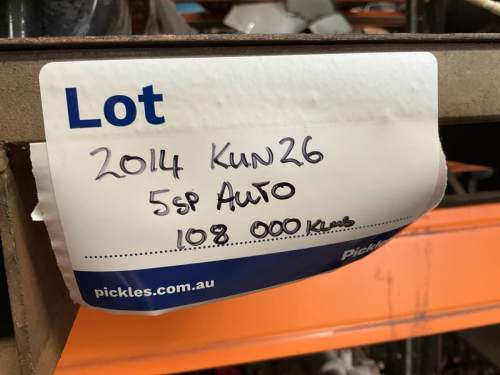 Lot
2014 KUN26
5SP AUTO
108 000 KLMS
Pickles
pickles.com.au